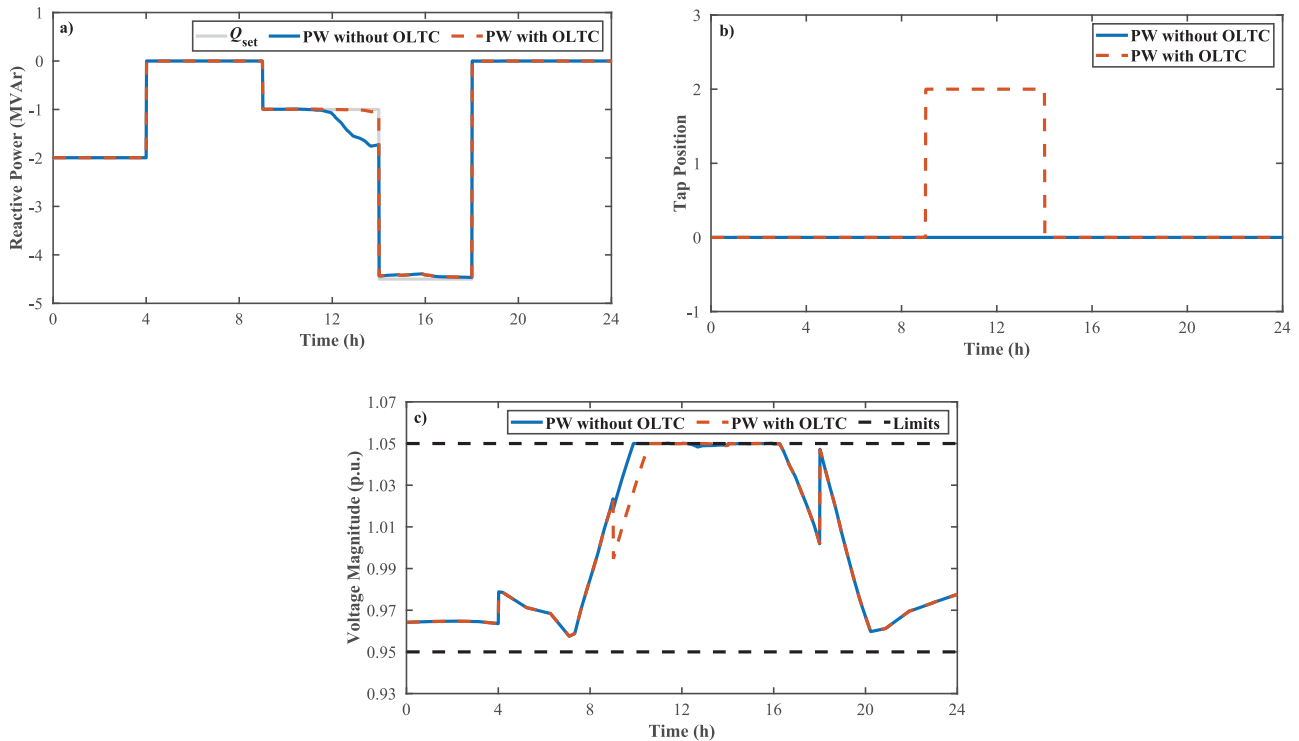 a)
Q_set PW without OLTC PW with OLTC
1
0
-1
-2
-3
-4
-5
Reactive Power (MVAr)
0 4 8 12 16 20 24
Time (h)
b)
PW without OLTC
PW with OLTC
3
2
1
0
-1
Tap Position
0 4 8 12 16 20 24
Time (h)
c)
PW without OLTC PW with OLTC Limits
1.07
1.05
1.03
1.01
0.99
0.97
0.95
0.93
Voltage Magnitude (p.u.)
0 4 8 12 16 20 24
Time (h)